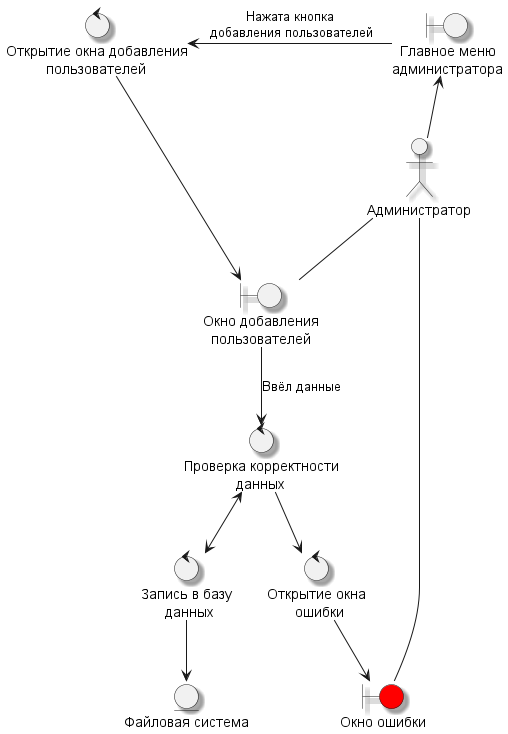 Нажата кнопка
добавления пользователей
Открытие окна добавления
пользователей
Главное меню
администратора
Администратор
Окно добавления
пользователей
Ввёл данные
Проверка корректности
данных
Запись в базу
данных
Открытие окна
ошибки
Файловая система
Окно ошибки